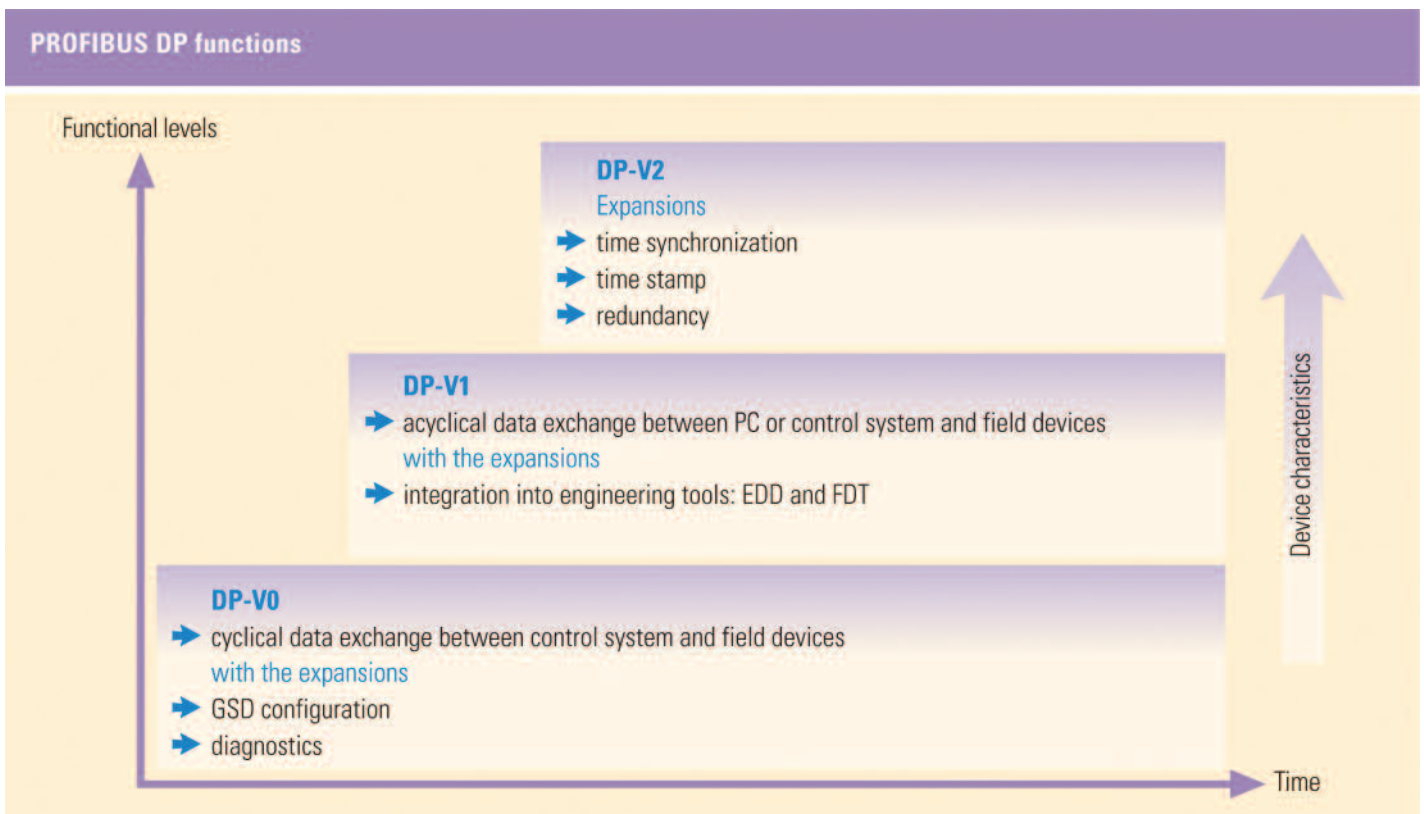 PROFIBUS DP functions
Functional levels
DP-V2
Expansions
time synchronization
time stamp
redundancy
DP-V1
acyclical data exchange between PC or control system and field devices
with the expansions
integration into engineering tools: EDD and FDT
DP-V0
cyclical data exchange between control system and field devices
with the expansions
GSD configuration
diagnostics
Device characteristics
Time